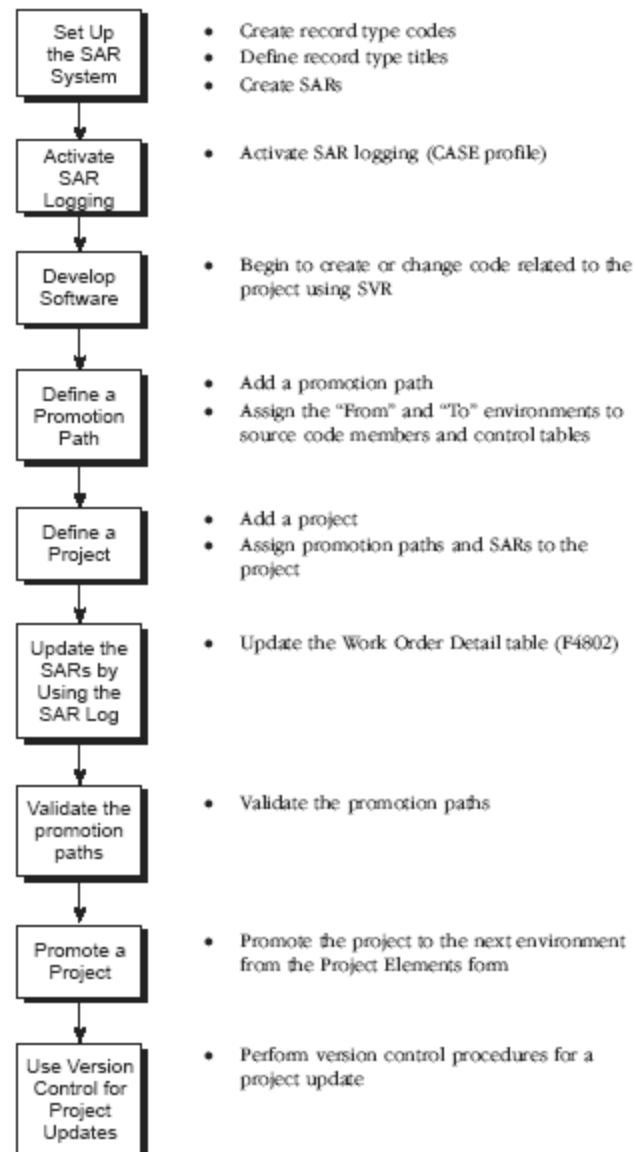 Set Up
the SAR
System
• Create record type codes
• Define record type titles
• Create SARs
Activate
SAR
Logging
• Activate SAR logging (CASE profile)
Develop
Software
• Begin to create or change code related to the
project using SVR
Define a
Promotion
Path
• Add a promotion path
• Assign the “From” and “To” environments to
source code members and control tables
Define a
Project
• Add a project
• Assign promotion paths and SARs to the
project
Update the
SARs by
Using the
SAR Log
• Update the Work Order Detail table (F4802)
Validate the
promotion
paths
• Validate the promotion paths
Promote a
Project
• Promote the project to the next environment
from the Project Elements form
Use Version
Control for
Project
Updates
• Perform version control procedures for a
project update